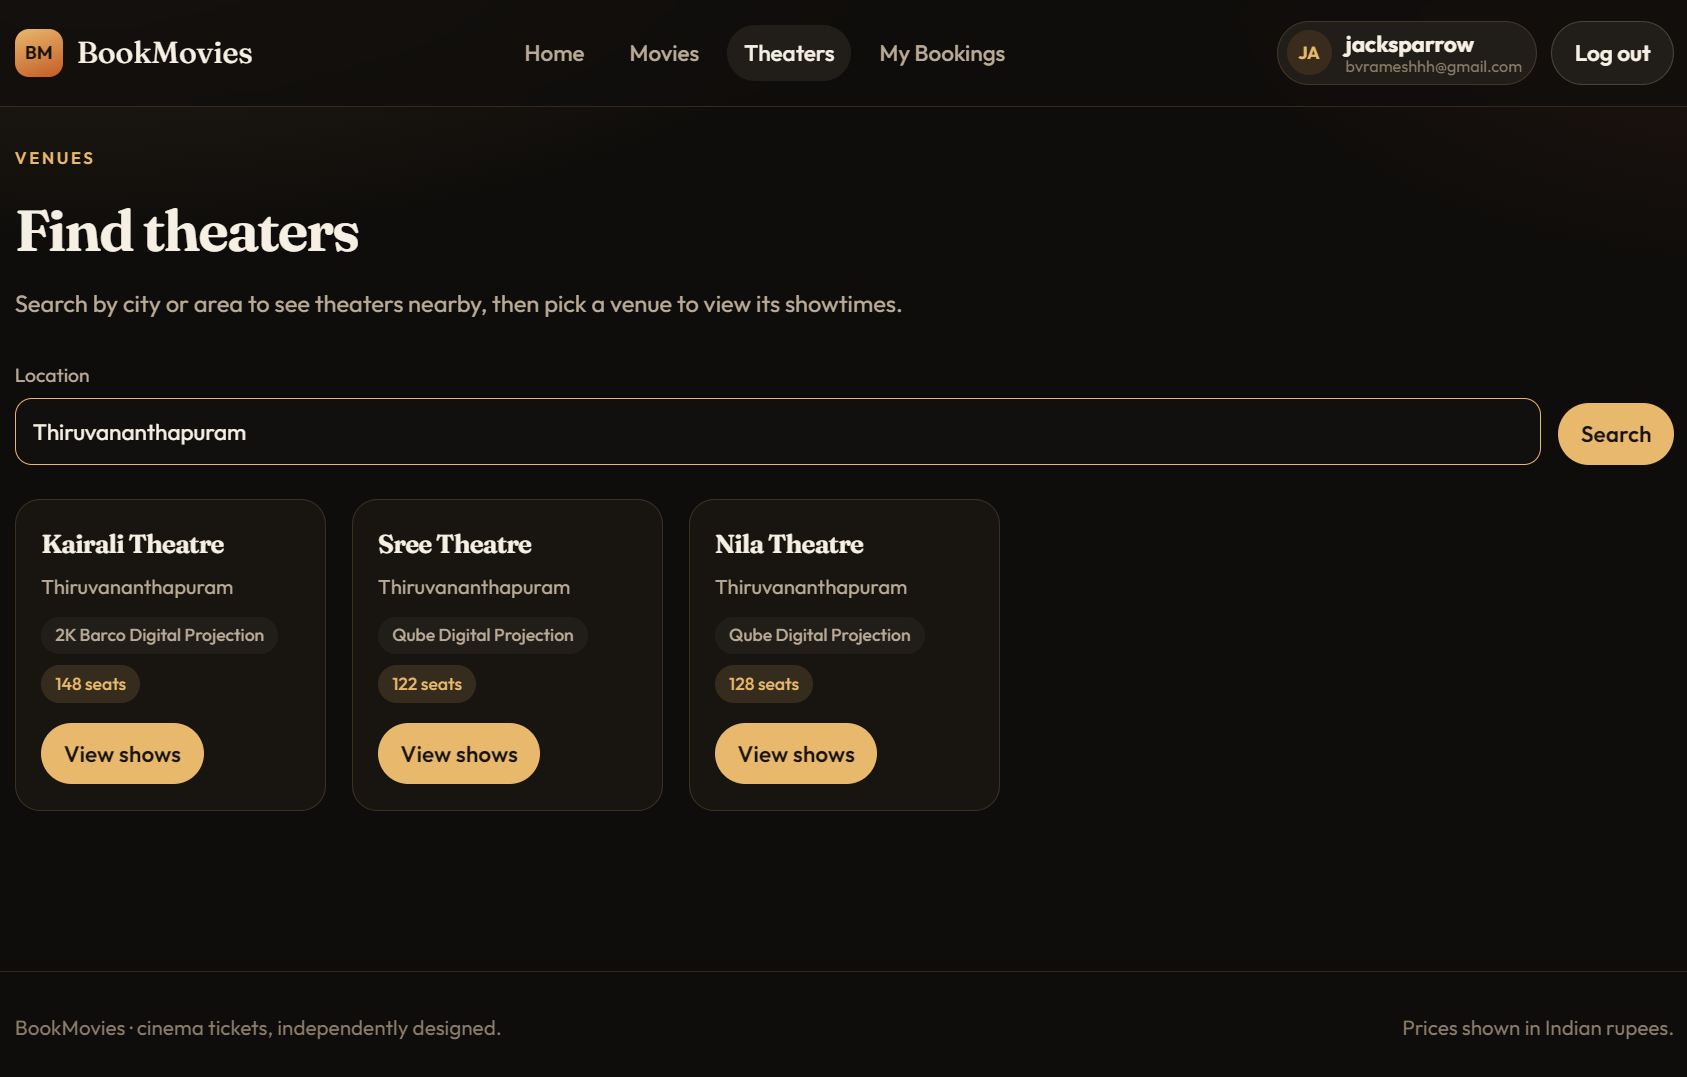 BM BookMovies
Home Movies Theaters My Bookings
JA jacksparrow
bvrameshhh@gmail.com
Log out
VENUES
Find theaters
Search by city or area to see theaters nearby, then pick a venue to view its showtimes.
Location
Thiruvananthapuram
Search
Kairali Theatre
Thiruvananthapuram
2K Barco Digital Projection
148 seats
View shows
Sree Theatre
Thiruvananthapuram
Qube Digital Projection
122 seats
View shows
Nila Theatre
Thiruvananthapuram
Qube Digital Projection
128 seats
View shows
BookMovies · cinema tickets, independently designed.
Prices shown in Indian rupees.